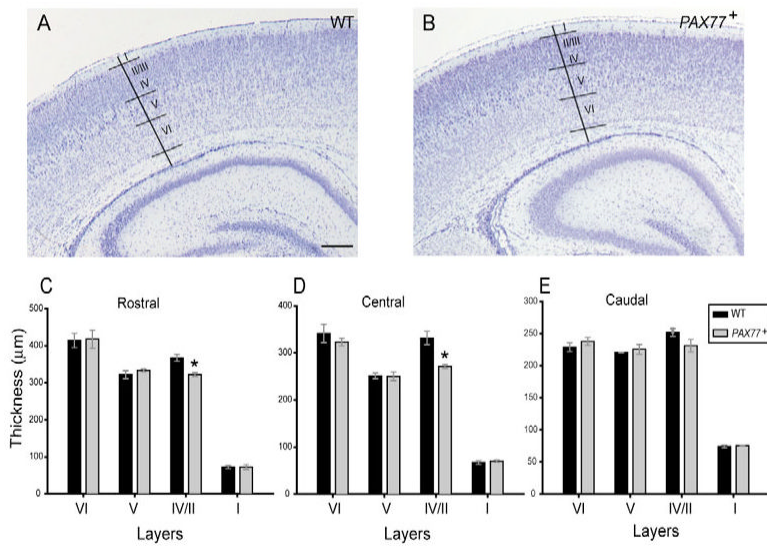 A
WT
I
II/III
IV
V
VI
B
PAX77+
I
II/III
IV
V
VI
C
Rostral
Thickness (μm)
500
400
300
200
100
0
*
VI V IV/II I
Layers
D
Central
400
300
200
100
0
*
VI V IV/II I
Layers
E
Caudal
300
250
200
150
100
50
0
VI V IV/II I
Layers
WT
PAX77+